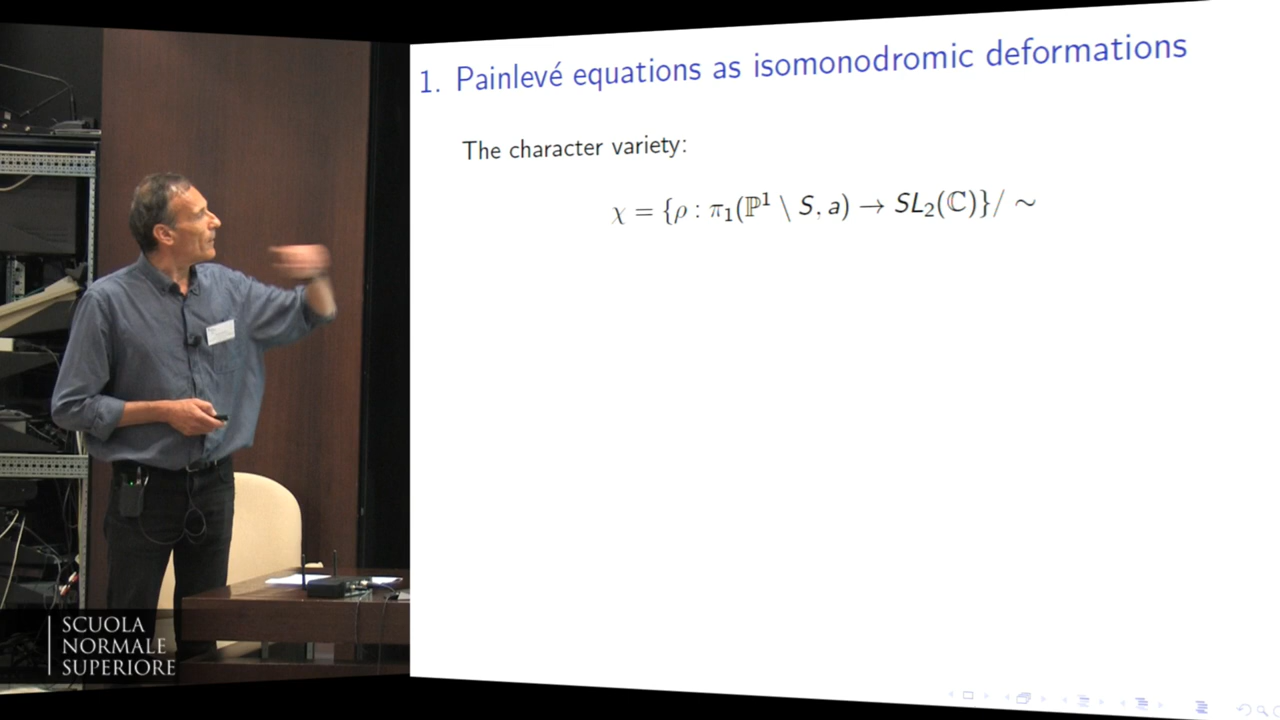 1. Painlevé equations as isomonodromic deformations
The character variety:
χ = {ρ : π₁(ℙ¹ \ S, a) → SL₂(ℂ)}/ ∼
SCUOLA
NORMALE
SUPERIORE